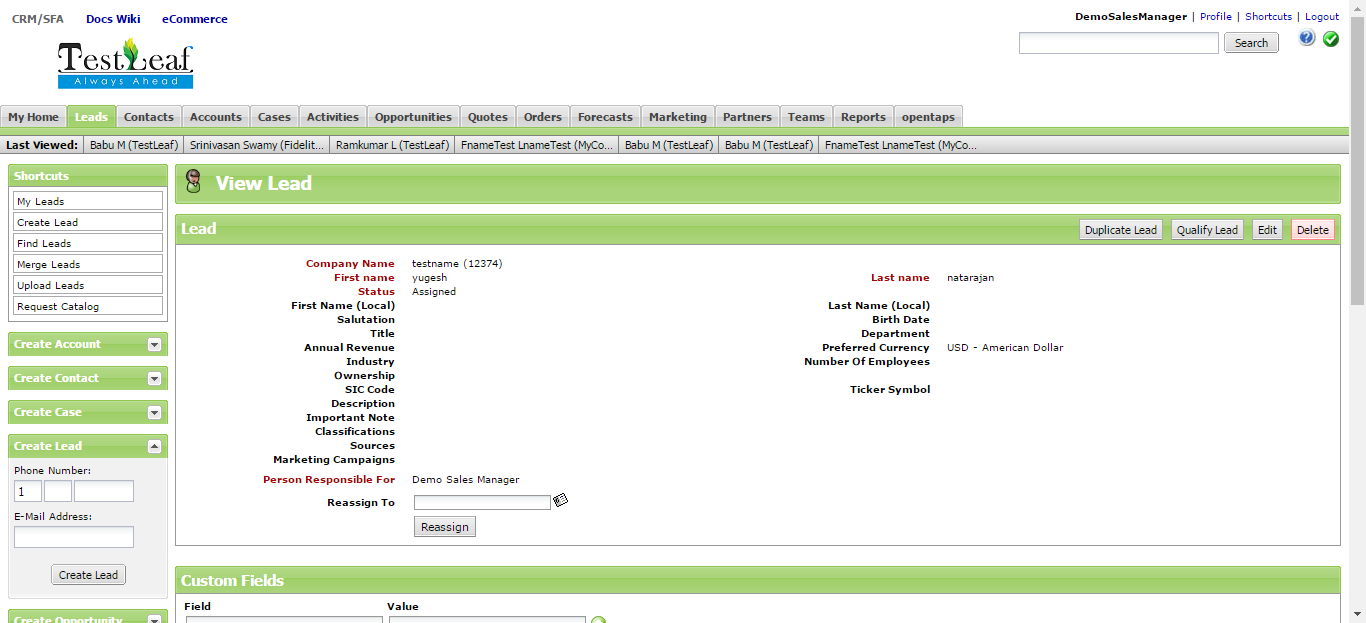 CRM/SFA Docs Wiki eCommerce
DemoSalesManager | Profile | Shortcuts | Logout
TestLeaf
Always Ahead
Search
My Home Leads Contacts Accounts Cases Activities Opportunities Quotes Orders Forecasts Marketing Partners Teams Reports opentaps
Last Viewed: Babu M (TestLeaf) Srinivasan Swamy (Fidelit... Ramkumar L (TestLeaf) FnameTest LnameTest (MyCo... Babu M (TestLeaf) Babu M (TestLeaf) FnameTest LnameTest (MyCo...
Shortcuts
My Leads
Create Lead
Find Leads
Merge Leads
Upload Leads
Request Catalog
Create Account
Create Contact
Create Case
Create Lead
Phone Number:
1
E-Mail Address:
Create Lead
Create Opportunity
View Lead
Lead Duplicate Lead Qualify Lead Edit Delete
Company Name testname (12374)
First name yugesh Last name natarajan
Status Assigned
First Name (Local) Last Name (Local)
Salutation Birth Date
Title Department
Annual Revenue Preferred Currency USD - American Dollar
Industry Number Of Employees
Ownership
SIC Code Ticker Symbol
Description
Important Note
Classifications
Sources
Marketing Campaigns
Person Responsible For Demo Sales Manager
Reassign To
Reassign
Custom Fields
Field Value